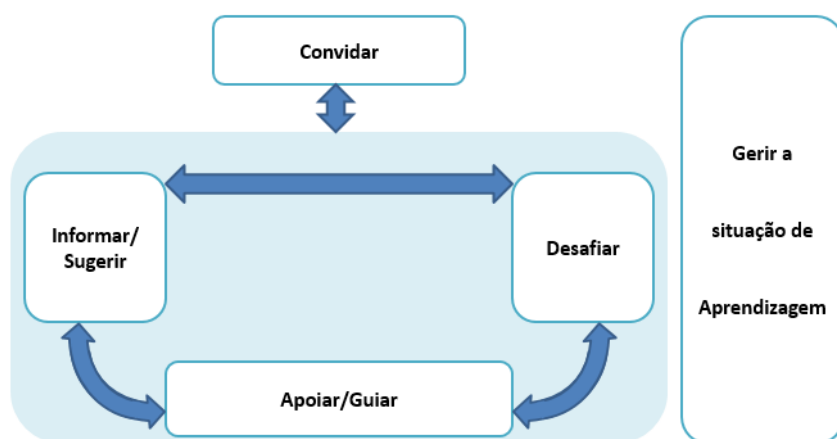 Convidar
Informar/
Sugerir
Desafiar
Apoiar/Guiar
Gerir a
situação de
Aprendizagem